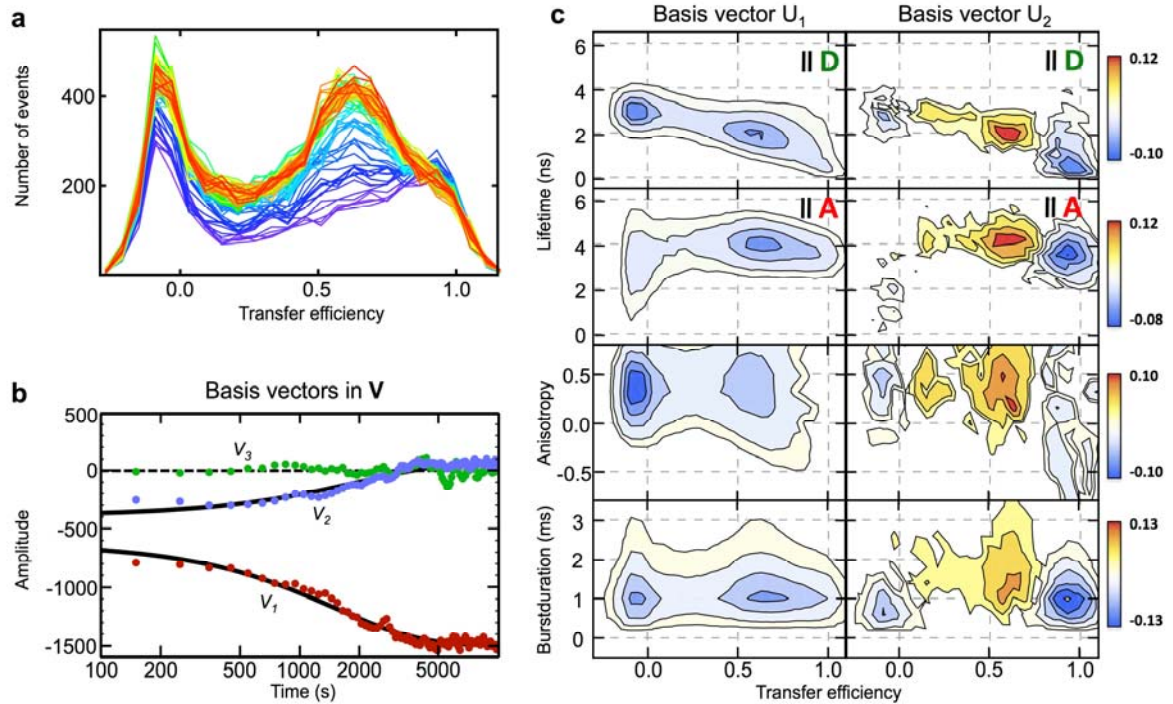 a
Number of events
400
200
0.0
0.5
1.0
Transfer efficiency
b
Basis vectors in V
500
0
-500
-1000
-1500
Amplitude
V3
V2
V1
100
200
500
1000
2000
5000
Time (s)
c
Basis vector U1
Basis vector U2
6
4
2
0
II D
II D
0.12
-0.10
Lifetime (ns)
6
4
2
0
II A
II A
0.12
-0.08
Anisotropy
0.5
0.0
-0.5
0.10
-0.10
Burstduration (ms)
3
2
1
0
0.13
-0.13
0.0
0.5
1.0
0.0
0.5
1.0
Transfer efficiency